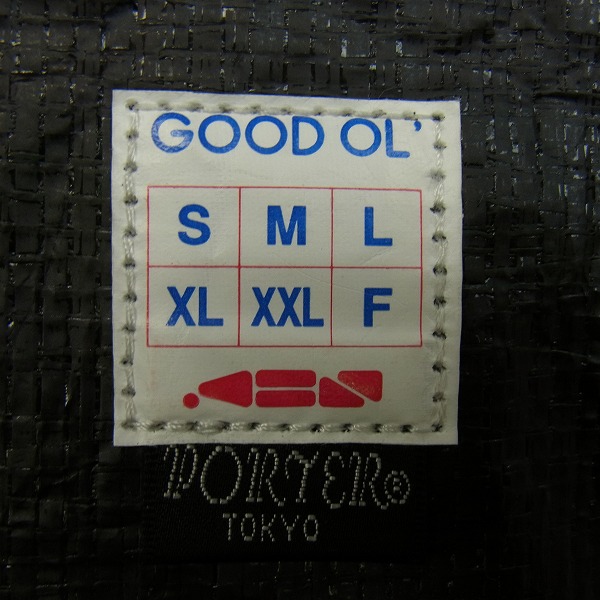 GOOD OL'
S M L
XL XXL F
PORTER®
TOKYO